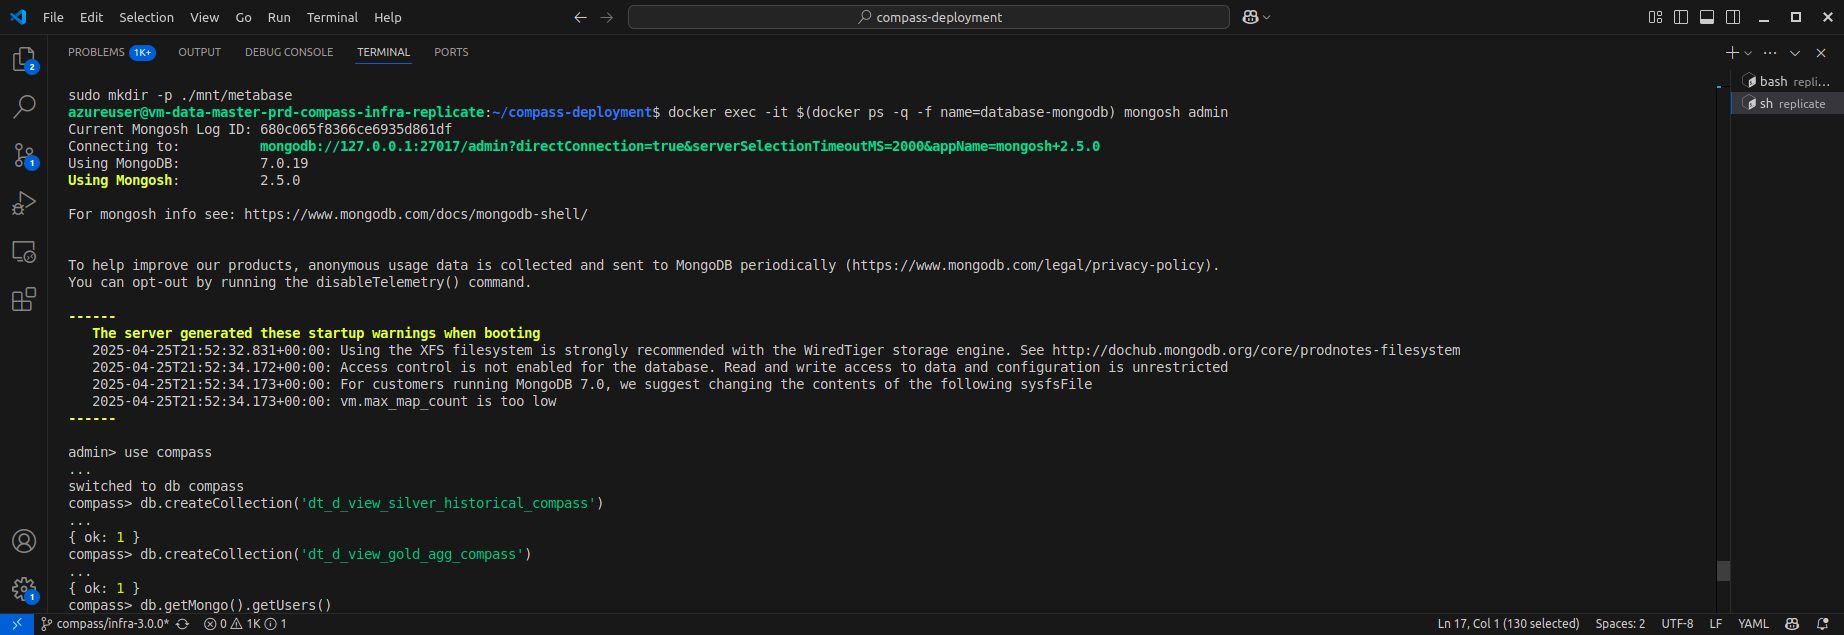 File Edit Selection View Go Run Terminal Help
compass-deployment
PROBLEMS 1K+ OUTPUT DEBUG CONSOLE TERMINAL PORTS
sudo mkdir -p ./mnt/metabase
azureuser@vm-data-master-prd-compass-infra-replicate:~/compass-deployment$ docker exec -it $(docker ps -q -f name=database-mongodb) mongosh admin
Current Mongosh Log ID: 680c065f8366ce6935d861df
Connecting to: mongodb://127.0.0.1:27017/admin?directConnection=true&serverSelectionTimeoutMS=2000&appName=mongosh+2.5.0
Using MongoDB: 7.0.19
Using Mongosh: 2.5.0
For mongosh info see: https://www.mongodb.com/docs/mongodb-shell/
To help improve our products, anonymous usage data is collected and sent to MongoDB periodically (https://www.mongodb.com/legal/privacy-policy).
You can opt-out by running the disableTelemetry() command.
------
The server generated these startup warnings when booting
2025-04-25T21:52:32.831+00:00: Using the XFS filesystem is strongly recommended with the WiredTiger storage engine. See http://dochub.mongodb.org/core/prodnotes-filesystem
2025-04-25T21:52:34.172+00:00: Access control is not enabled for the database. Read and write access to data and configuration is unrestricted
2025-04-25T21:52:34.173+00:00: For customers running MongoDB 7.0, we suggest changing the contents of the following sysfsFile
2025-04-25T21:52:34.173+00:00: vm.max_map_count is too low
------
admin> use compass
...
switched to db compass
compass> db.createCollection('dt_d_view_silver_historical_compass')
...
{ ok: 1 }
compass> db.createCollection('dt_d_view_gold_agg_compass')
...
{ ok: 1 }
compass> db.getMongo().getUsers()
bash repli...
sh replicate
2
1
1
compass/infra-3.0.0* 0 1K 1
Ln 17, Col 1 (130 selected) Spaces: 2 UTF-8 LF YAML